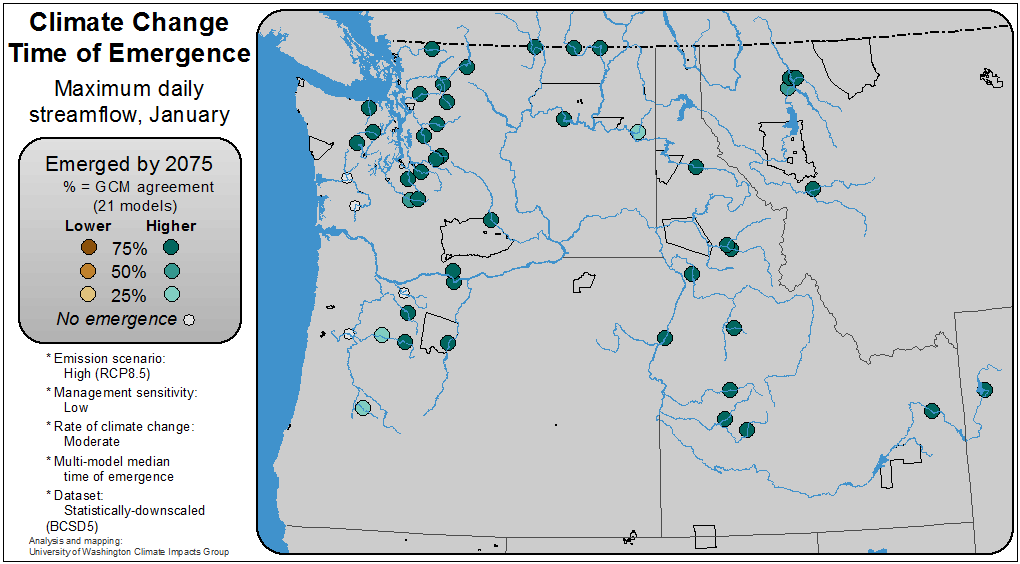 Climate Change
Time of Emergence
Maximum daily
streamflow, January
Emerged by 2075
% = GCM agreement
(21 models)
Lower Higher
75%
50%
25%
No emergence
* Emission scenario:
High (RCP8.5)
* Management sensitivity:
Low
* Rate of climate change:
Moderate
* Multi-model median
time of emergence
* Dataset:
Statistically-downscaled
(BCSD5)
Analysis and mapping:
University of Washington Climate Impacts Group